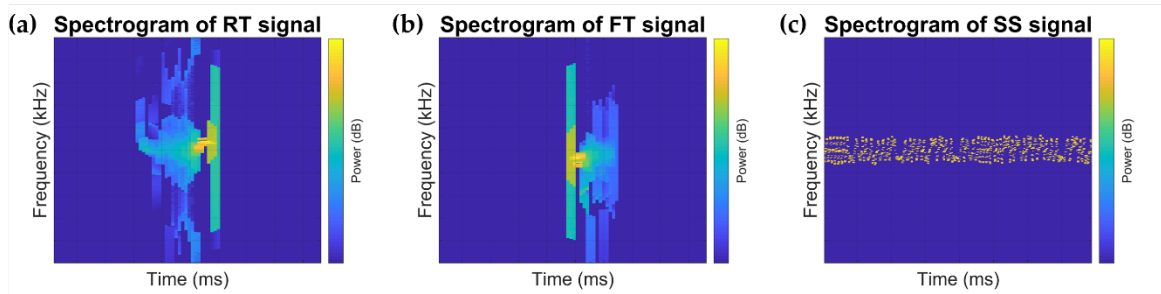 (a) Spectrogram of RT signal
Frequency (kHz)
Power (dB)
Time (ms)
(b) Spectrogram of FT signal
Frequency (kHz)
Power (dB)
Time (ms)
(c) Spectrogram of SS signal
Frequency (kHz)
Power (dB)
Time (ms)